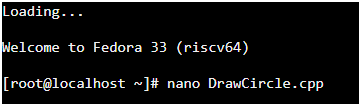 Loading...
Welcome to Fedora 33 (riscv64)
[root@localhost ~]# nano DrawCircle.cpp